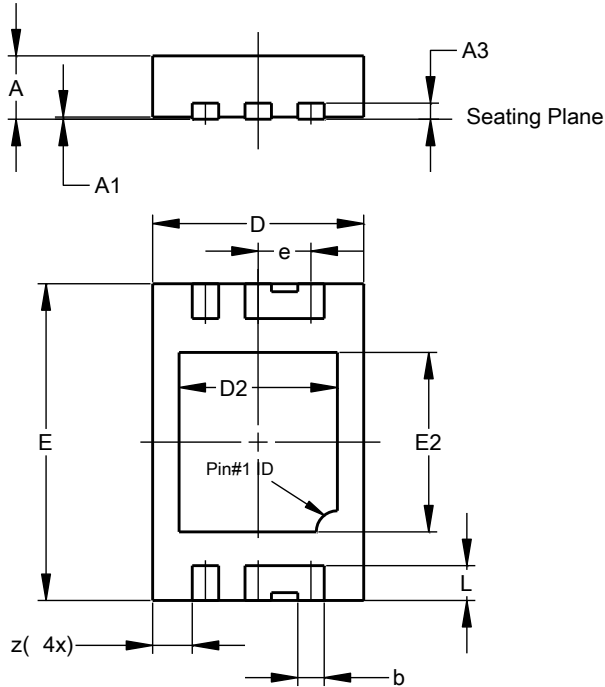 A3
A
Seating Plane
A1
D
e
D2
E
E2
Pin#1 ID
L
z( 4x)
b